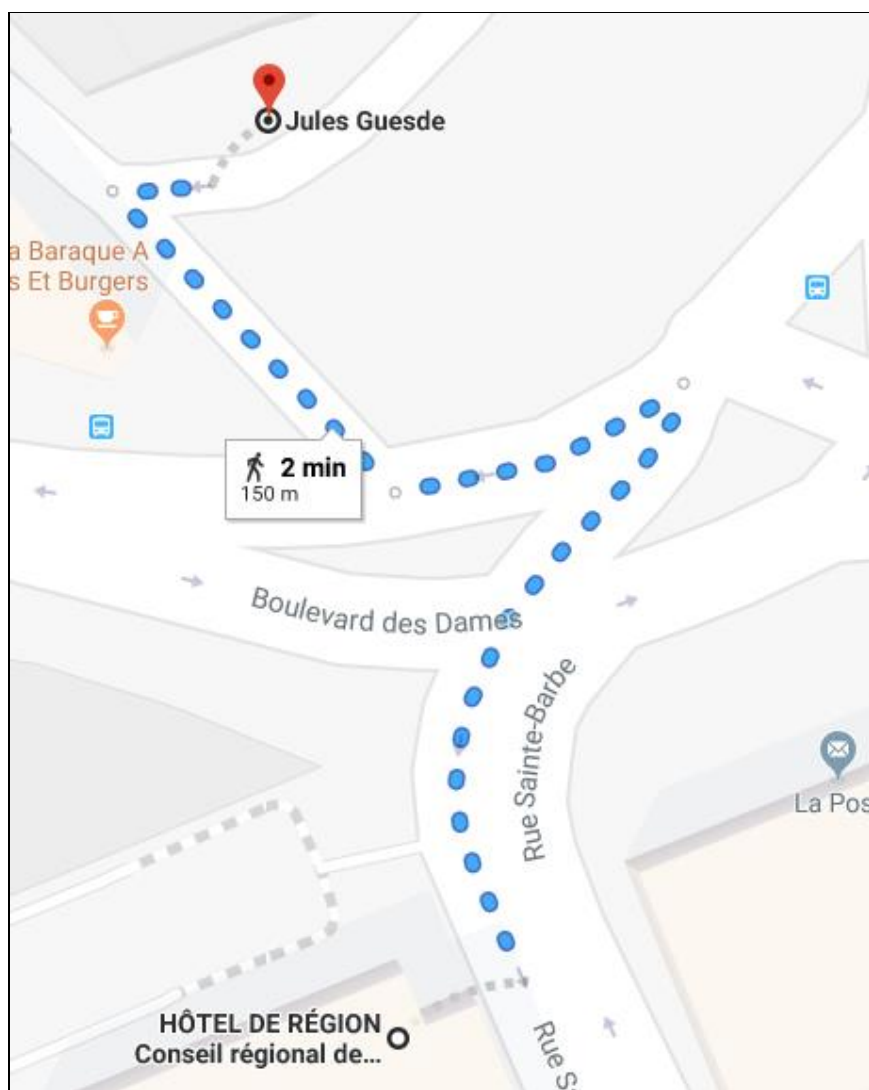 Jules Guesde
a Baraque A
s Et Burgers
2 min
150 m
Boulevard des Dames
Rue Sainte-Barbe
La Pos
HÔTEL DE RÉGION
Conseil régional de...
Rue S